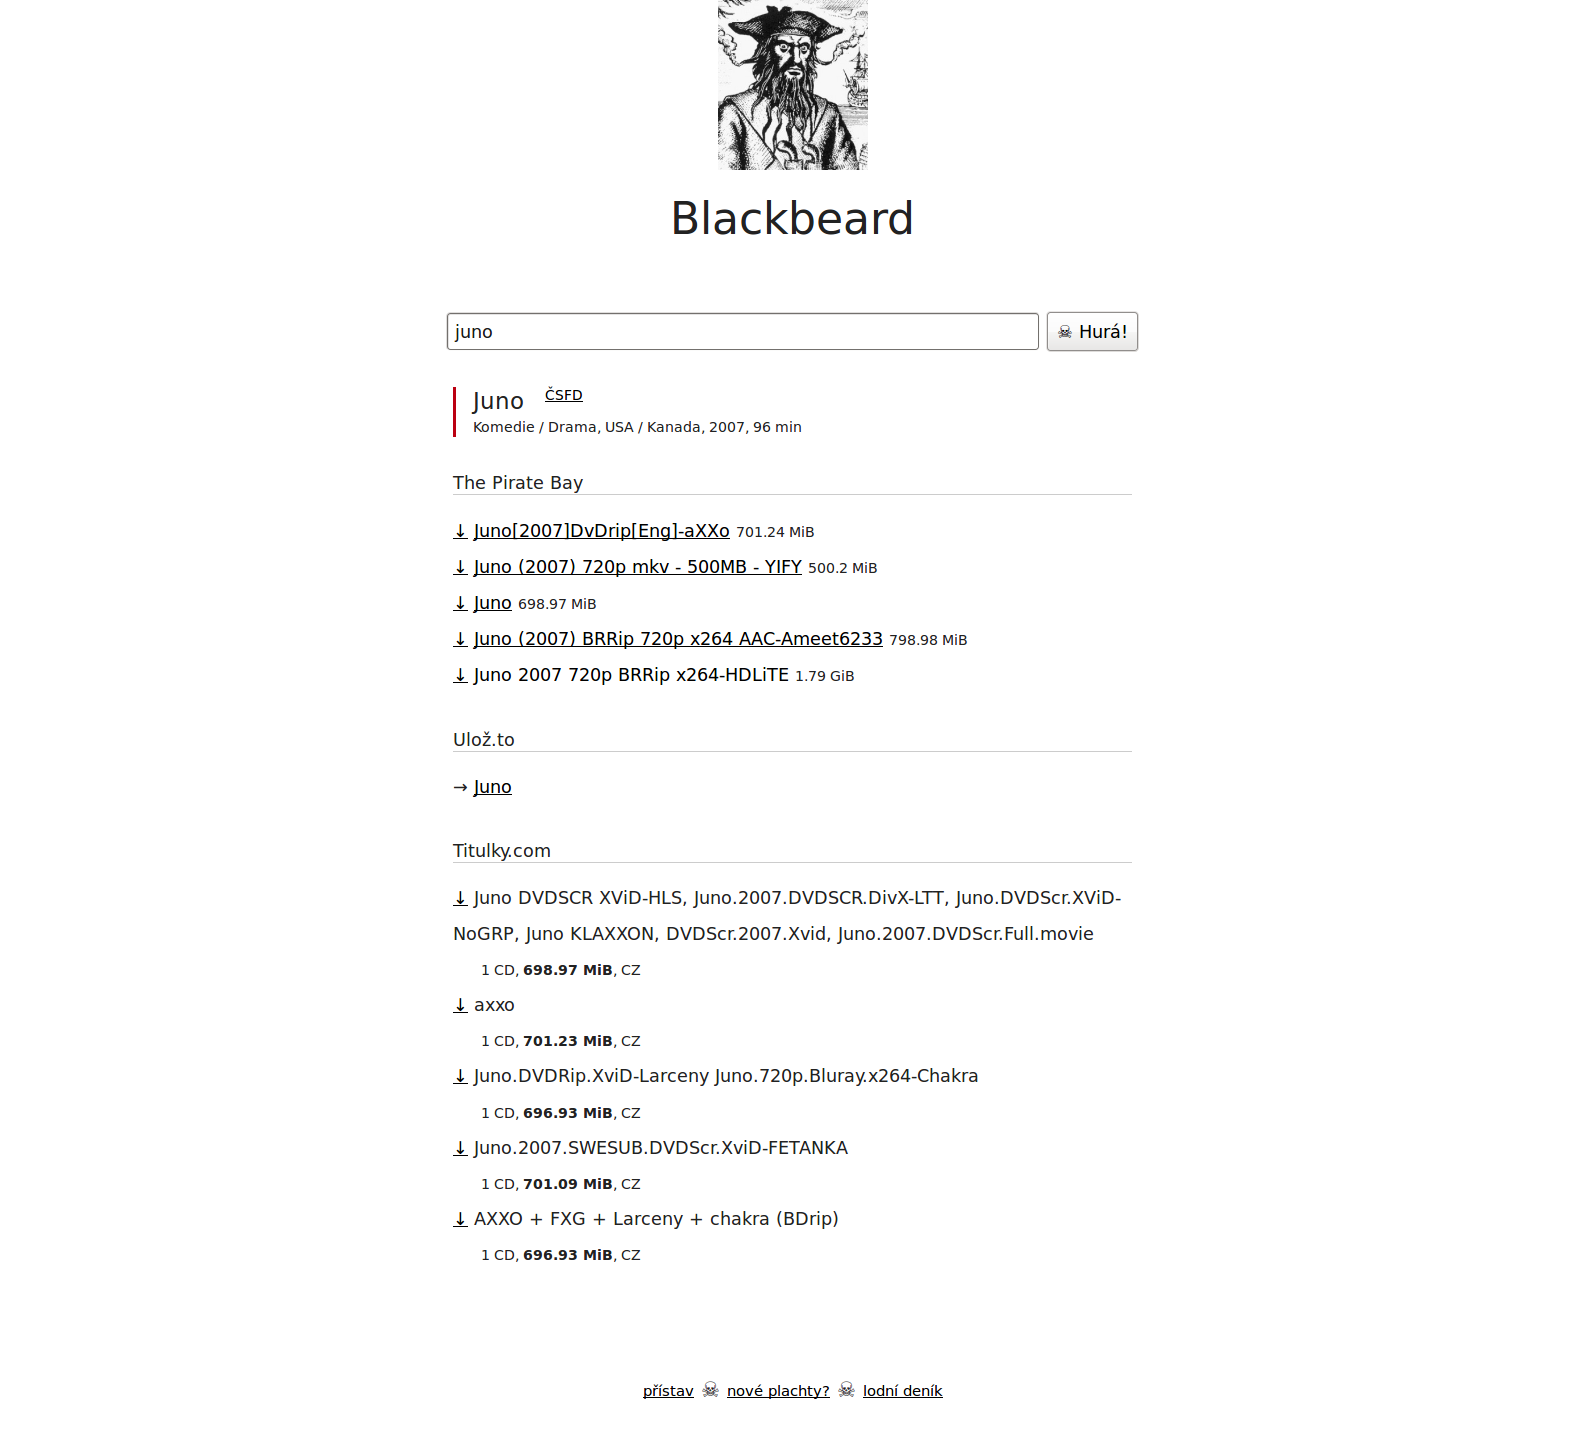 Blackbeard
juno
☠ Hurá!
Juno ČSFD
Komedie / Drama, USA / Kanada, 2007, 96 min
The Pirate Bay
↓ Juno[2007]DvDrip[Eng]-aXXo 701.24 MiB
↓ Juno (2007) 720p mkv - 500MB - YIFY 500.2 MiB
↓ Juno 698.97 MiB
↓ Juno (2007) BRRip 720p x264 AAC-Ameet6233 798.98 MiB
↓ Juno 2007 720p BRRip x264-HDLiTE 1.79 GiB
Ulož.to
→ Juno
Titulky.com
↓ Juno DVDSCR XViD-HLS, Juno.2007.DVDSCR.DivX-LTT, Juno.DVDScr.XViD-
NoGRP, Juno KLAXXON, DVDScr.2007.Xvid, Juno.2007.DVDScr.Full.movie
1 CD, 698.97 MiB, CZ
↓ axxo
1 CD, 701.23 MiB, CZ
↓ Juno.DVDRip.XviD-Larceny Juno.720p.Bluray.x264-Chakra
1 CD, 696.93 MiB, CZ
↓ Juno.2007.SWESUB.DVDScr.XviD-FETANKA
1 CD, 701.09 MiB, CZ
↓ AXXO + FXG + Larceny + chakra (BDrip)
1 CD, 696.93 MiB, CZ
přístav ☠ nové plachty? ☠ lodní deník